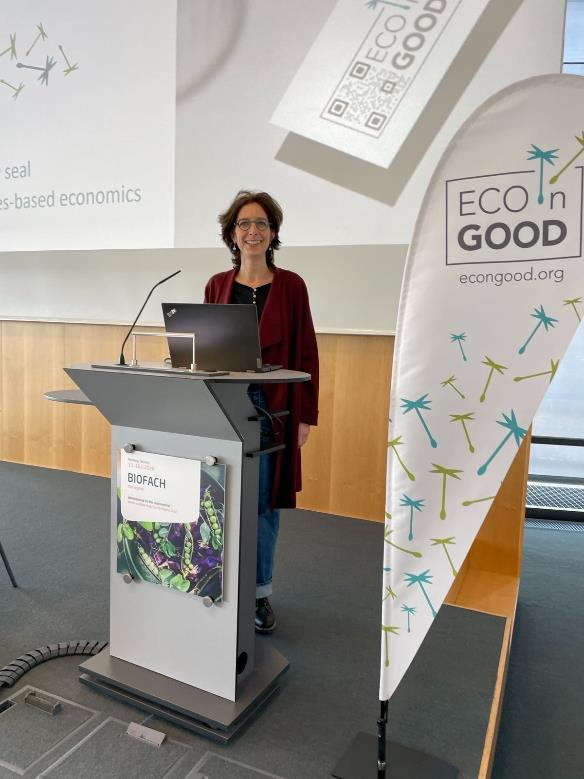 ECO n
GOOD
seal
es-based economics
ECO n
GOOD
econgood.org
BIOFACH